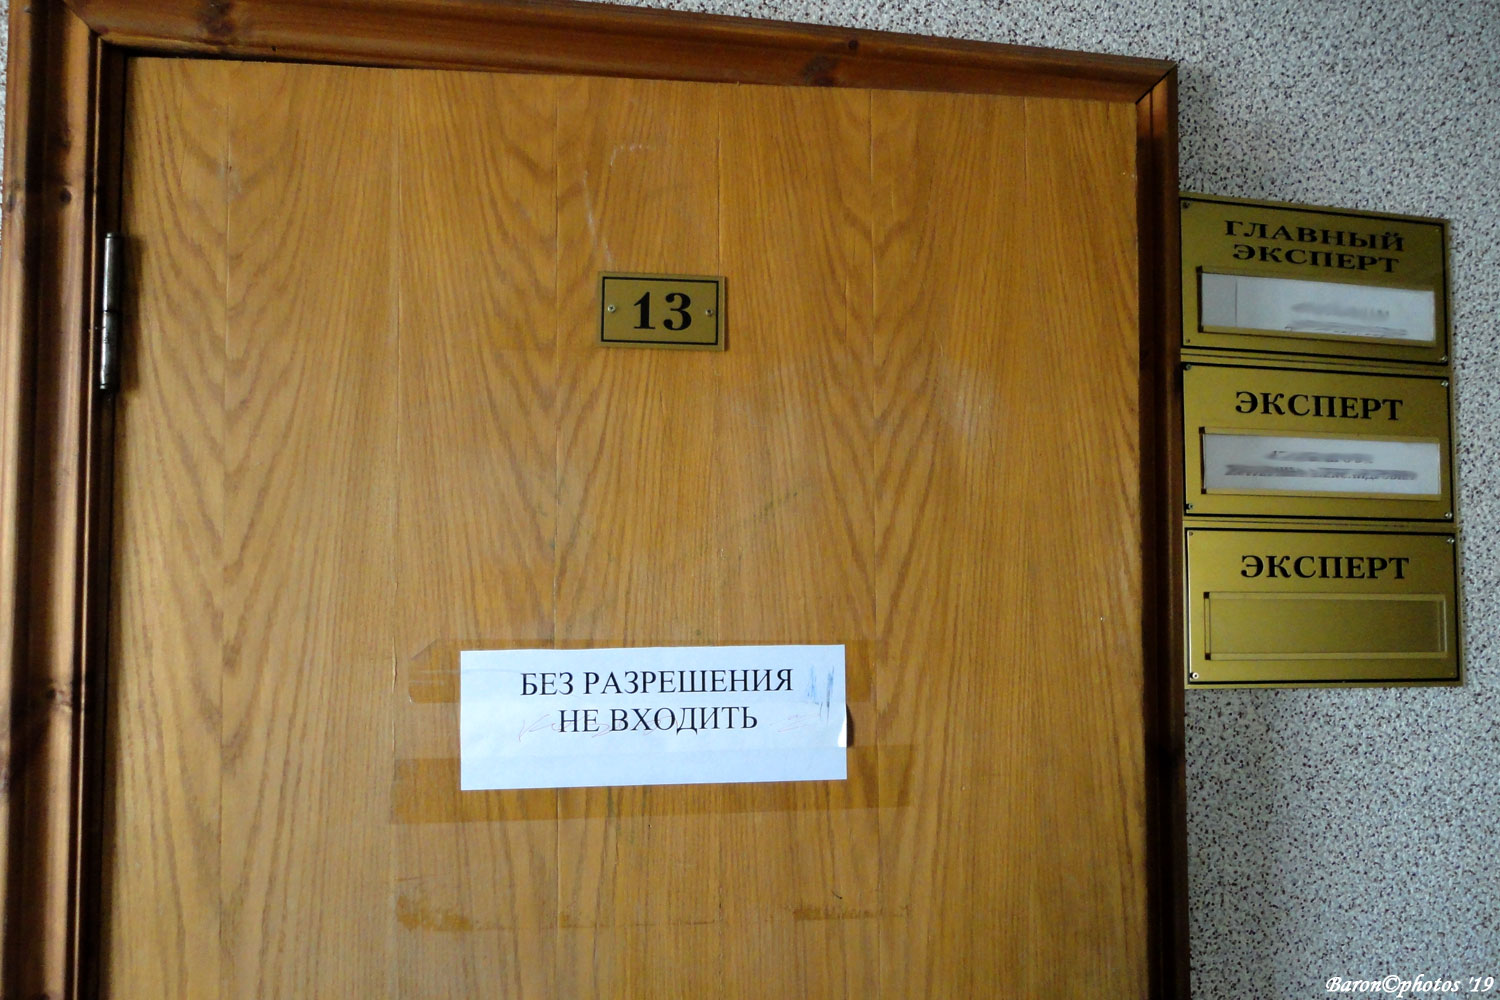 13
БЕЗ РАЗРЕШЕНИЯ
НЕ ВХОДИТЬ
ГЛАВНЫЙ
ЭКСПЕРТ
ЭКСПЕРТ
ЭКСПЕРТ
Baron©photos '19